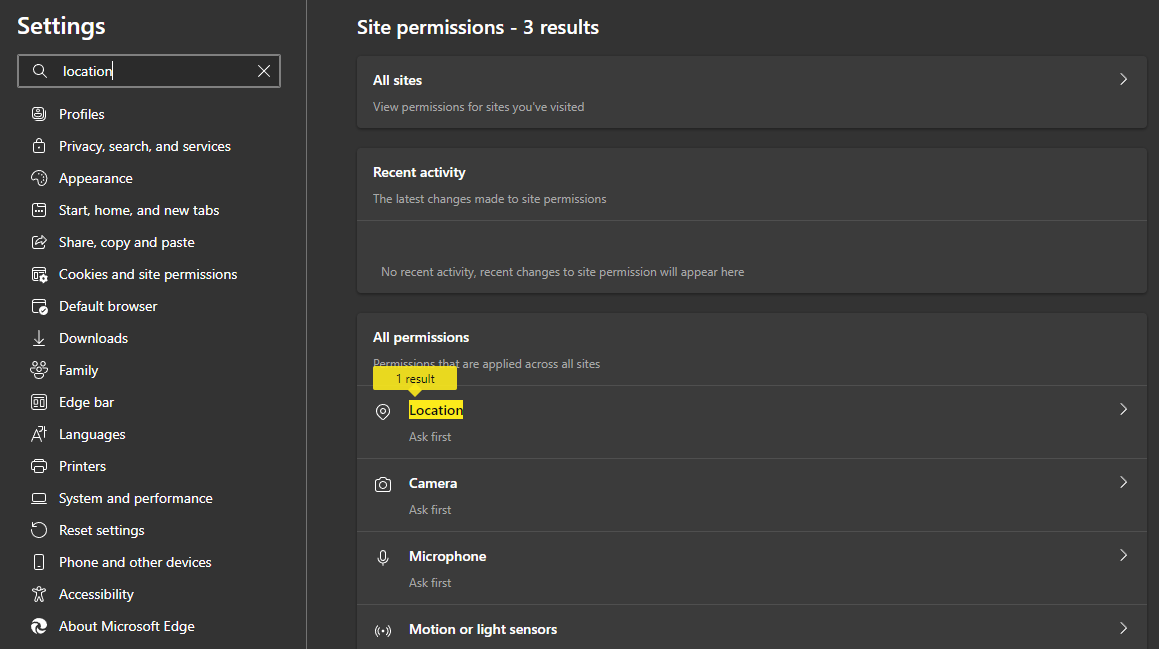 Settings
location
Profiles
Privacy, search, and services
Appearance
Start, home, and new tabs
Share, copy and paste
Cookies and site permissions
Default browser
Downloads
Family
Edge bar
Languages
Printers
System and performance
Reset settings
Phone and other devices
Accessibility
About Microsoft Edge
Site permissions - 3 results
All sites
View permissions for sites you've visited
Recent activity
The latest changes made to site permissions
No recent activity, recent changes to site permission will appear here
All permissions
Permissions that are applied across all sites
1 result
Location
Ask first
Camera
Ask first
Microphone
Ask first
Motion or light sensors